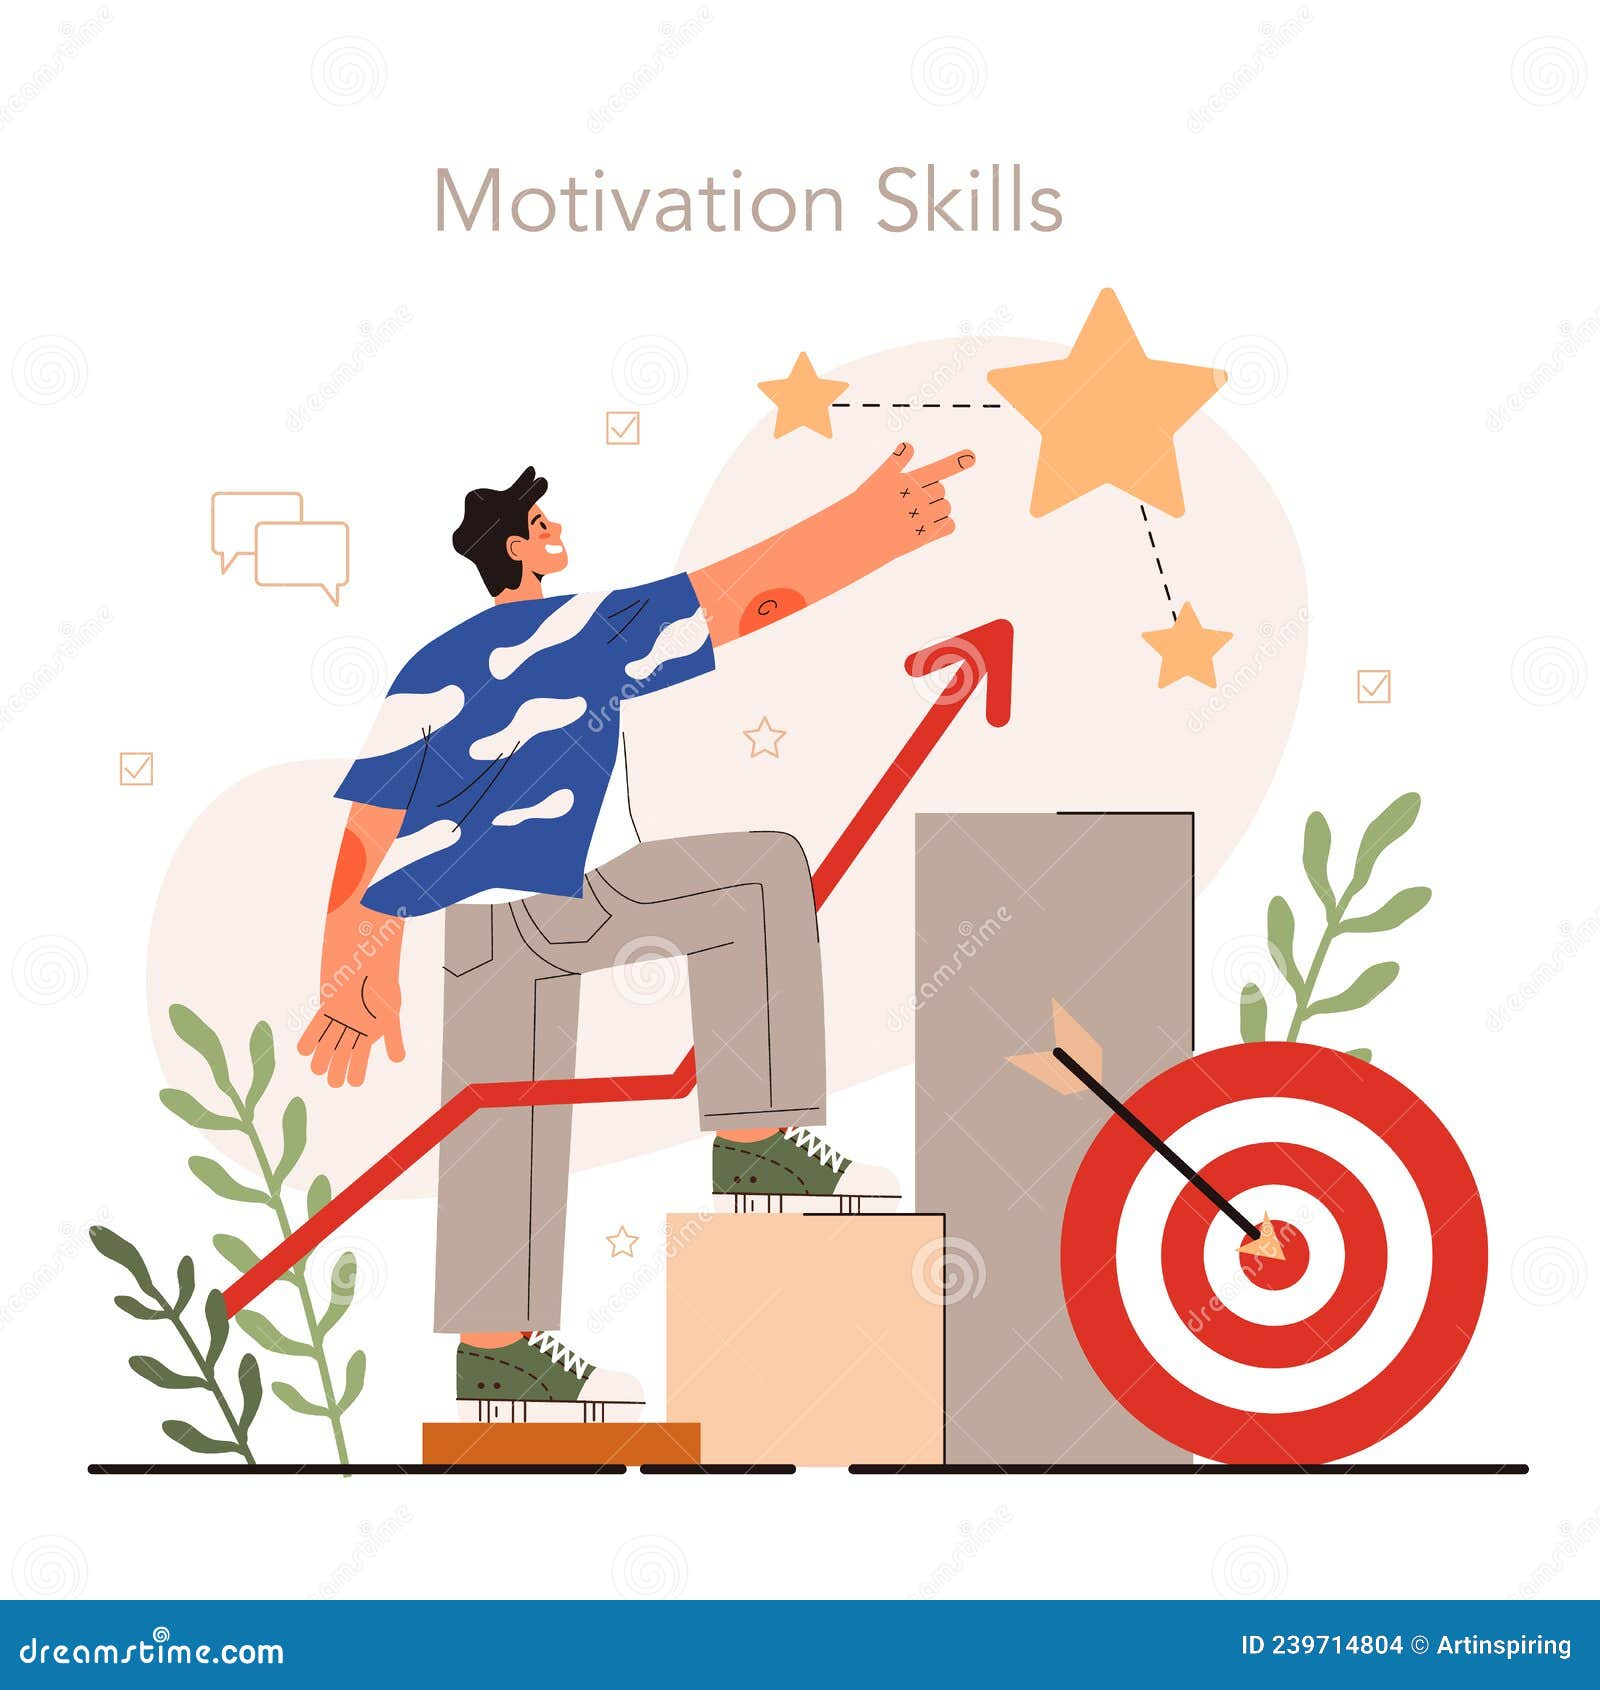 Motivation Skills
dreamstime.com
ID 239714804 © Artinspiring